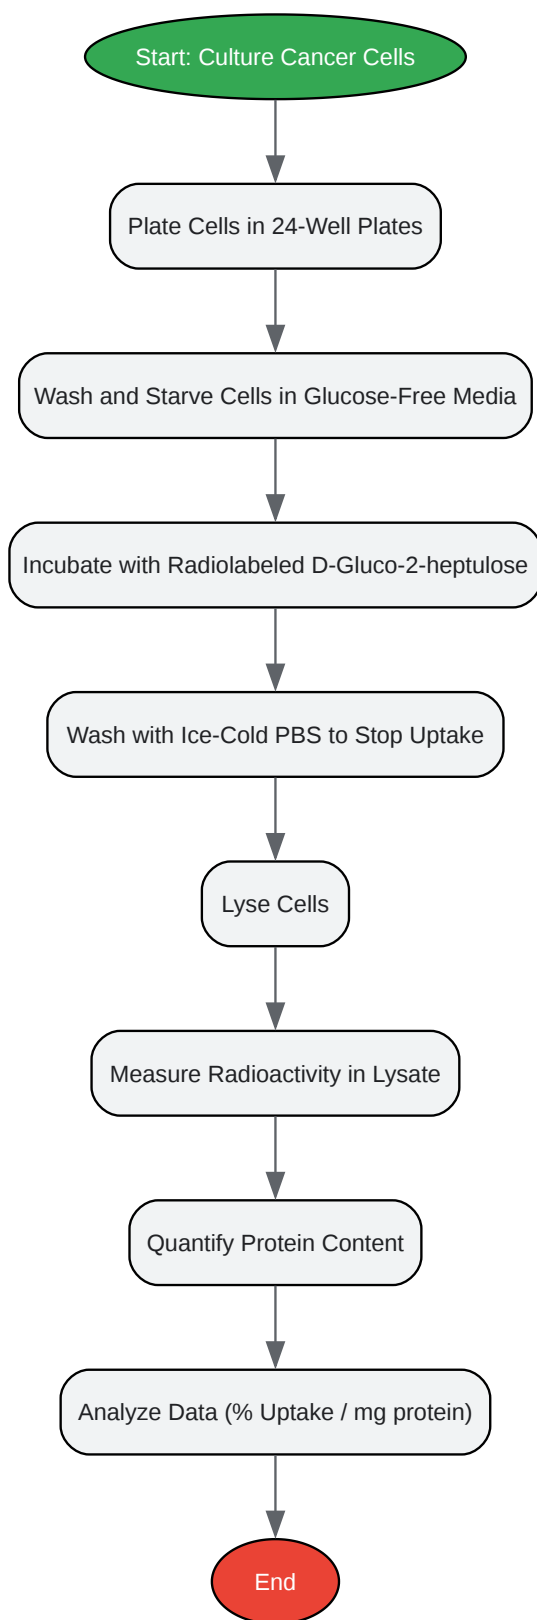 Start: Culture Cancer Cells
Plate Cells in 24-Well Plates
Wash and Starve Cells in Glucose-Free Media
Incubate with Radiolabeled D-Gluco-2-heptulose
Wash with Ice-Cold PBS to Stop Uptake
Lyse Cells
Measure Radioactivity in Lysate
Quantify Protein Content
Analyze Data (% Uptake / mg protein)
End